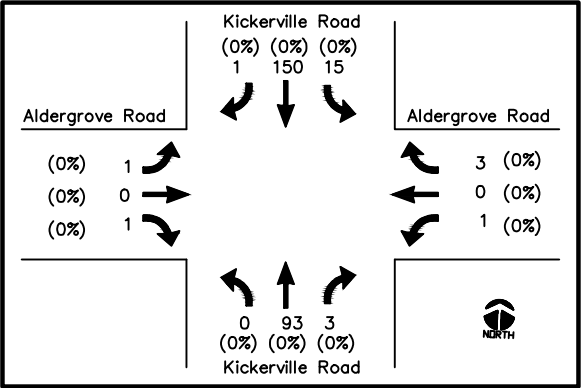 Kickerville Road
(0%) (0%) (0%)
1 150 15
Aldergrove Road
Aldergrove Road
(0%) 1
(0%) 0
(0%) 1
3 (0%)
0 (0%)
1 (0%)
0 93 3
(0%) (0%) (0%)
Kickerville Road
NORTH